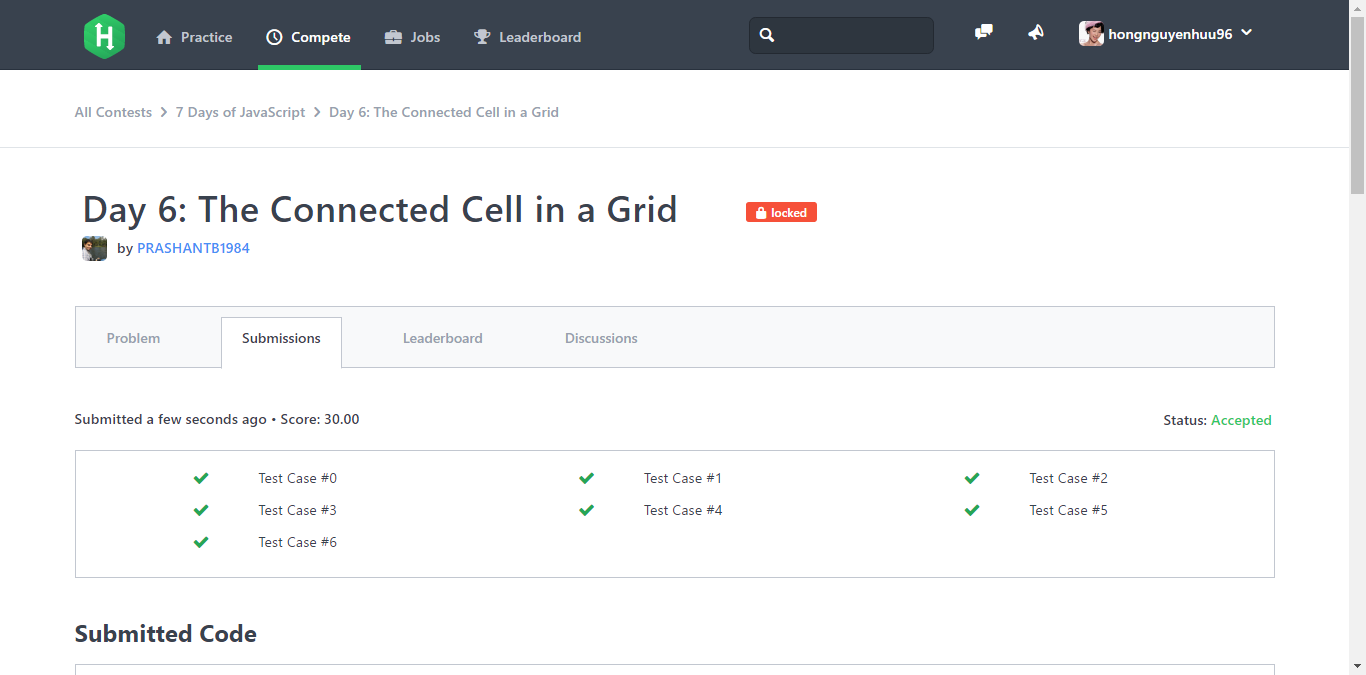 H Practice Compete Jobs Leaderboard hongnguyenhuu96
All Contests > 7 Days of JavaScript > Day 6: The Connected Cell in a Grid
Day 6: The Connected Cell in a Grid locked
by PRASHANTB1984
Problem Submissions Leaderboard Discussions
Submitted a few seconds ago • Score: 30.00 Status: Accepted
Test Case #0 Test Case #1 Test Case #2
Test Case #3 Test Case #4 Test Case #5
Test Case #6
Submitted Code